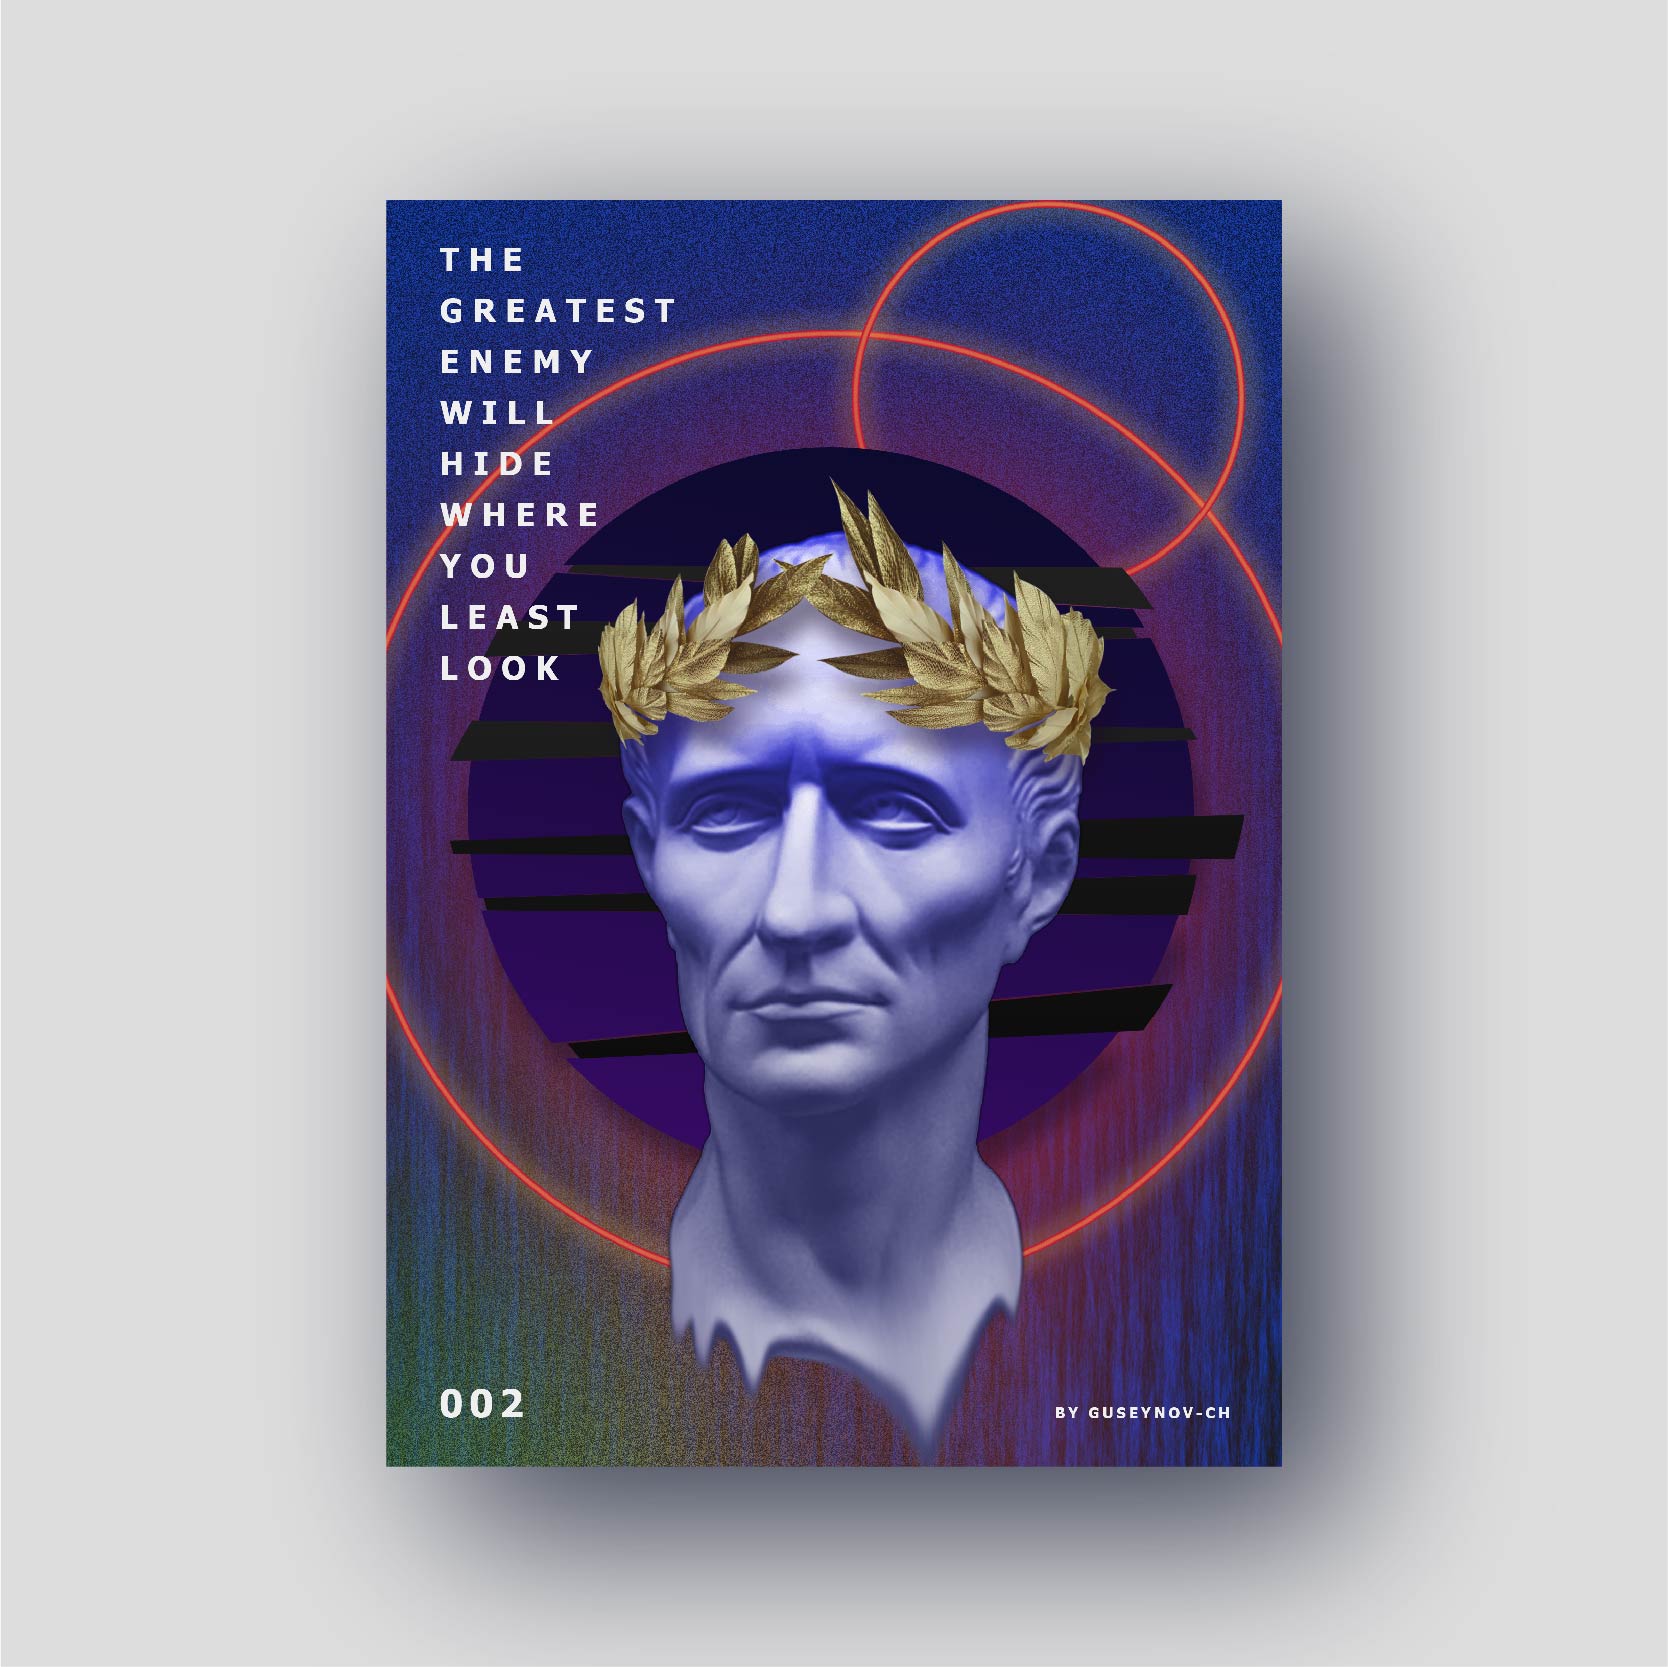 THE
GREATEST
ENEMY
WILL
HIDE
WHERE
YOU
LEAST
LOOK
002
BY GUSEYNOV-CH